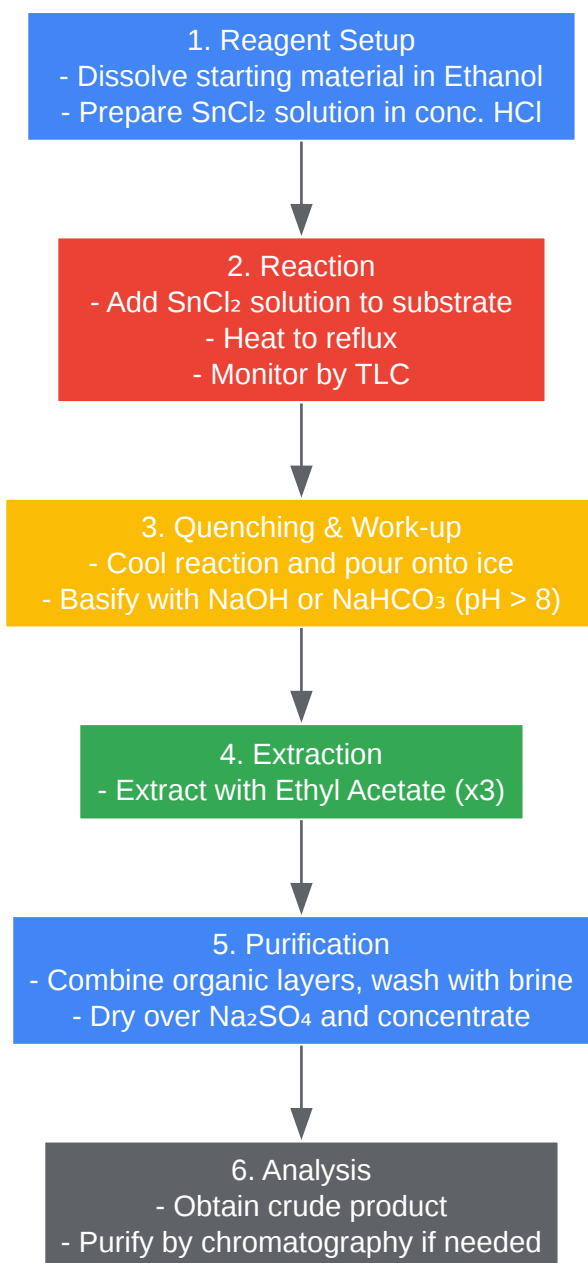 1. Reagent Setup
- Dissolve starting material in Ethanol
- Prepare SnCl₂ solution in conc. HCl
2. Reaction
- Add SnCl₂ solution to substrate
- Heat to reflux
- Monitor by TLC
3. Quenching & Work-up
- Cool reaction and pour onto ice
- Basify with NaOH or NaHCO₃ (pH > 8)
4. Extraction
- Extract with Ethyl Acetate (x3)
5. Purification
- Combine organic layers, wash with brine
- Dry over Na₂SO₄ and concentrate
6. Analysis
- Obtain crude product
- Purify by chromatography if needed